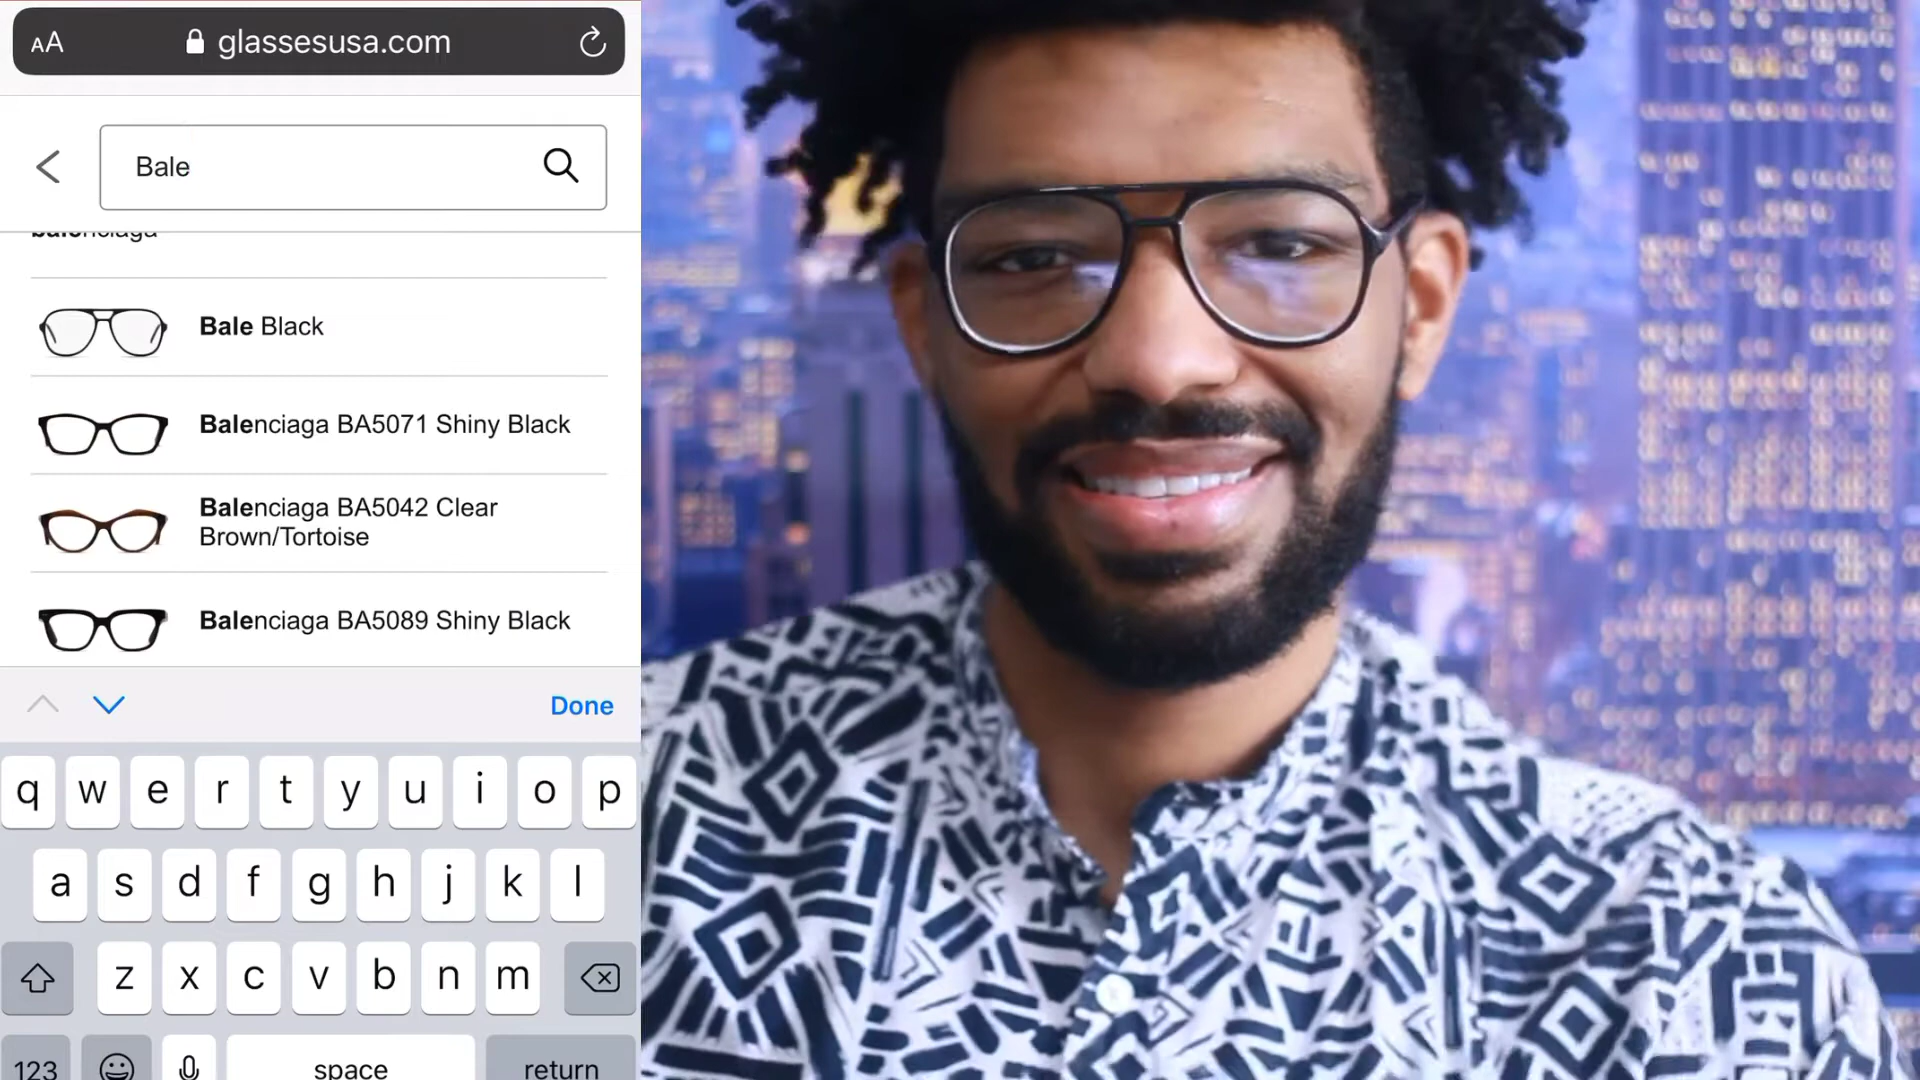 AA glassesusa.com
Bale
balenciaga
Bale Black
Balenciaga BA5071 Shiny Black
Balenciaga BA5042 Clear
Brown/Tortoise
Balenciaga BA5089 Shiny Black
Done
q w e r t y u i o p
a s d f g h j k l
z x c v b n m
123 space return